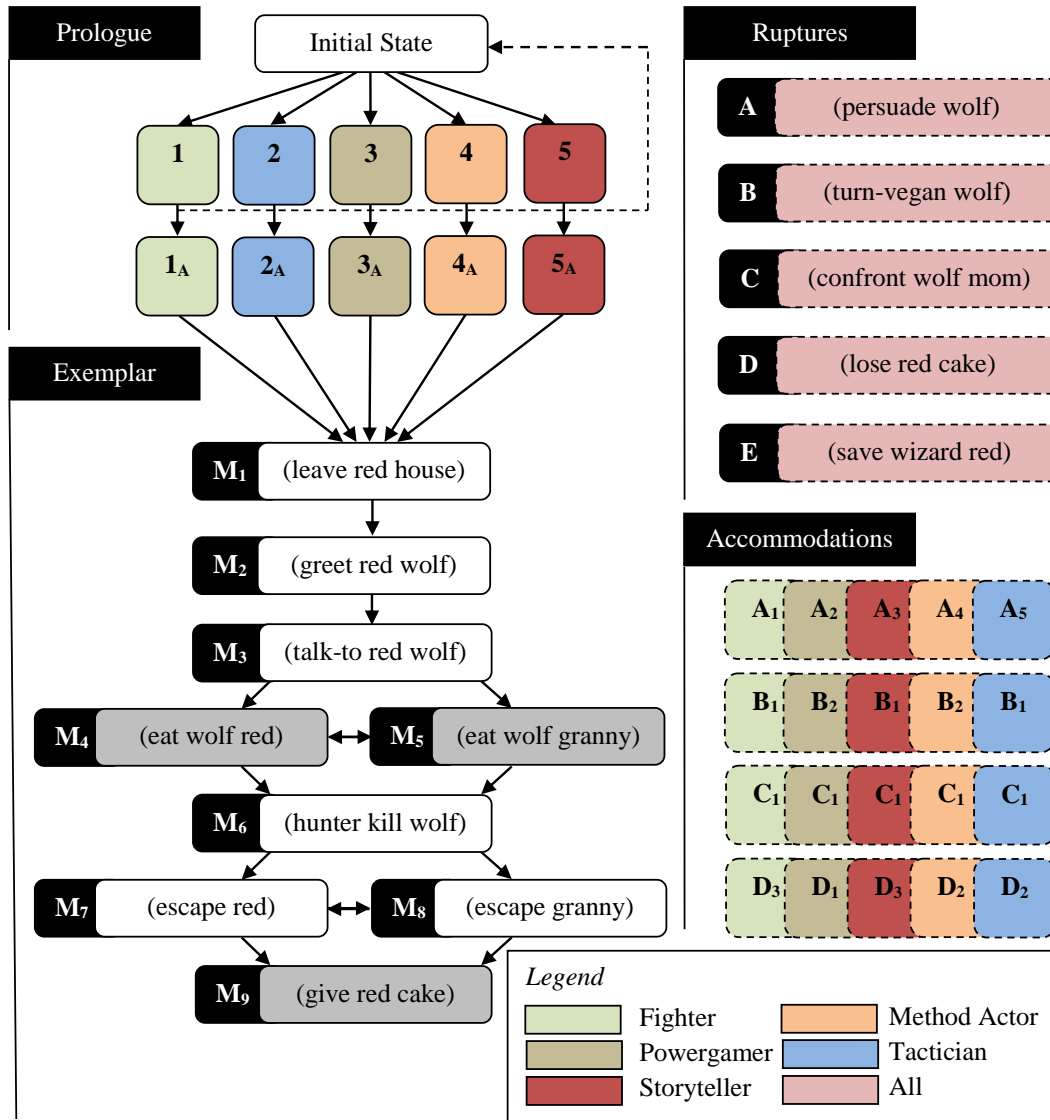 Prologue
Initial State
1 2 3 4 5
1A 2A 3A 4A 5A
Exemplar
M1 (leave red house)
M2 (greet red wolf)
M3 (talk-to red wolf)
M4 (eat wolf red) M5 (eat wolf granny)
M6 (hunter kill wolf)
M7 (escape red) M8 (escape granny)
M9 (give red cake)
Ruptures
A (persuade wolf)
B (turn-vegan wolf)
C (confront wolf mom)
D (lose red cake)
E (save wizard red)
Accommodations
A1 A2 A3 A4 A5
B1 B2 B1 B2 B1
C1 C1 C1 C1 C1
D3 D1 D3 D2 D2
Legend
Fighter Method Actor
Powergamer Tactician
Storyteller All